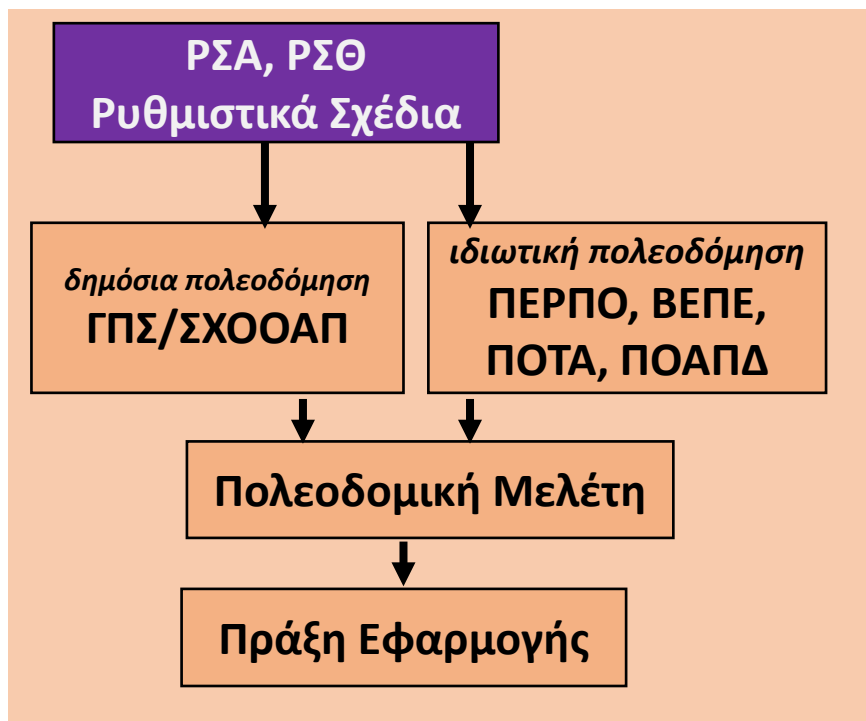 ΡΣΑ, ΡΣΘ
Ρυθμιστικά Σχέδια
δημόσια πολεοδόμηση
ΓΠΣ/ΣΧΟΟΑΠ
ιδιωτική πολεοδόμηση
ΠΕΡΠΟ, ΒΕΠΕ,
ΠΟΤΑ, ΠΟΑΠΔ
Πολεοδομική Μελέτη
Πράξη Εφαρμογής